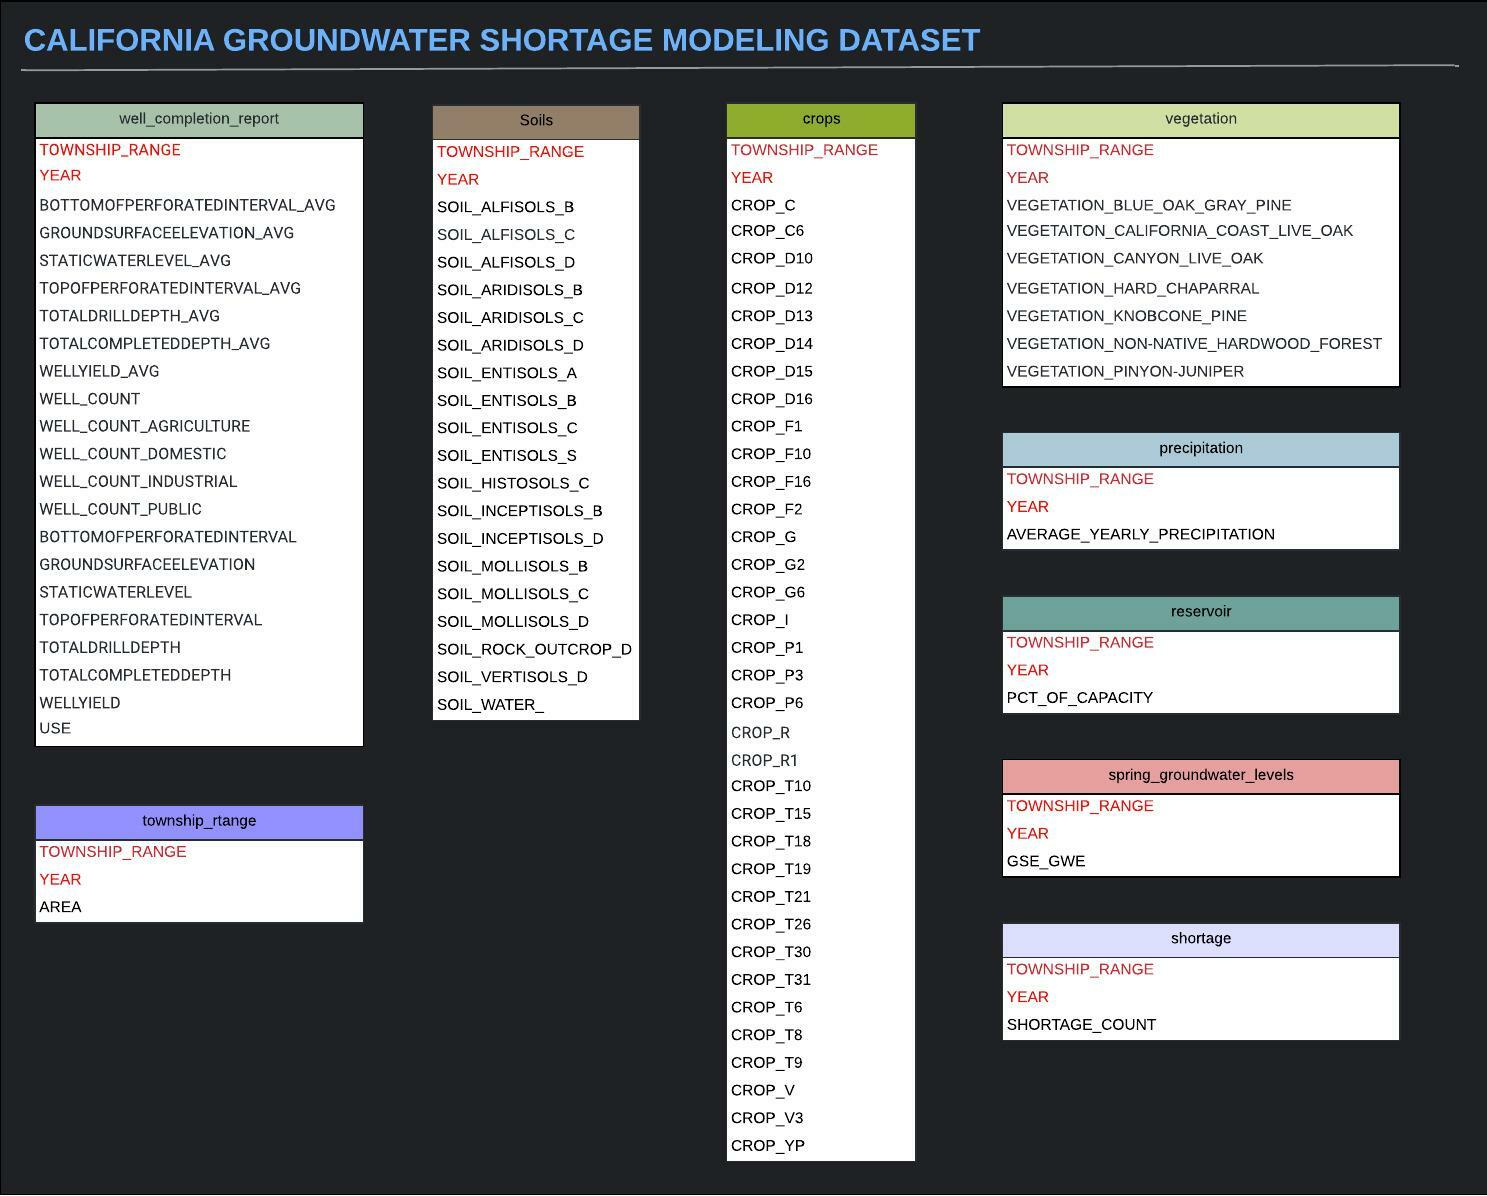 CALIFORNIA GROUNDWATER SHORTAGE MODELING DATASET
well_completion_report
TOWNSHIP_RANGE
YEAR
BOTTOMOFPERFORATEDINTERVAL_AVG
GROUNDSURFACEELEVATION_AVG
STATICWATERLEVEL_AVG
TOPOFPERFORATEDINTERVAL_AVG
TOTALDRILLDEPTH_AVG
TOTALCOMPLETEDDEPTH_AVG
WELLYIELD_AVG
WELL_COUNT
WELL_COUNT_AGRICULTURE
WELL_COUNT_DOMESTIC
WELL_COUNT_INDUSTRIAL
WELL_COUNT_PUBLIC
BOTTOMOFPERFORATEDINTERVAL
GROUNDSURFACEELEVATION
STATICWATERLEVEL
TOPOFPERFORATEDINTERVAL
TOTALDRILLDEPTH
TOTALCOMPLETEDDEPTH
WELLYIELD
USE
township_rtange
TOWNSHIP_RANGE
YEAR
AREA
Soils
TOWNSHIP_RANGE
YEAR
SOIL_ALFISOLS_B
SOIL_ALFISOLS_C
SOIL_ALFISOLS_D
SOIL_ARIDISOLS_B
SOIL_ARIDISOLS_C
SOIL_ARIDISOLS_D
SOIL_ENTISOLS_A
SOIL_ENTISOLS_B
SOIL_ENTISOLS_C
SOIL_ENTISOLS_S
SOIL_HISTOSOLS_C
SOIL_INCEPTISOLS_B
SOIL_INCEPTISOLS_D
SOIL_MOLLISOLS_B
SOIL_MOLLISOLS_C
SOIL_MOLLISOLS_D
SOIL_ROCK_OUTCROP_D
SOIL_VERTISOLS_D
SOIL_WATER_
crops
TOWNSHIP_RANGE
YEAR
CROP_C
CROP_C6
CROP_D10
CROP_D12
CROP_D13
CROP_D14
CROP_D15
CROP_D16
CROP_F1
CROP_F10
CROP_F16
CROP_F2
CROP_G
CROP_G2
CROP_G6
CROP_I
CROP_P1
CROP_P3
CROP_P6
CROP_R
CROP_R1
CROP_T10
CROP_T15
CROP_T18
CROP_T19
CROP_T21
CROP_T26
CROP_T30
CROP_T31
CROP_T6
CROP_T8
CROP_T9
CROP_V
CROP_V3
CROP_YP
vegetation
TOWNSHIP_RANGE
YEAR
VEGETATION_BLUE_OAK_GRAY_PINE
VEGETAITON_CALIFORNIA_COAST_LIVE_OAK
VEGETATION_CANYON_LIVE_OAK
VEGETATION_HARD_CHAPARRAL
VEGETATION_KNOBCONE_PINE
VEGETATION_NON-NATIVE_HARDWOOD_FOREST
VEGETATION_PINYON-JUNIPER
precipitation
TOWNSHIP_RANGE
YEAR
AVERAGE_YEARLY_PRECIPITATION
reservoir
TOWNSHIP_RANGE
YEAR
PCT_OF_CAPACITY
spring_groundwater_levels
TOWNSHIP_RANGE
YEAR
GSE_GWE
shortage
TOWNSHIP_RANGE
YEAR
SHORTAGE_COUNT